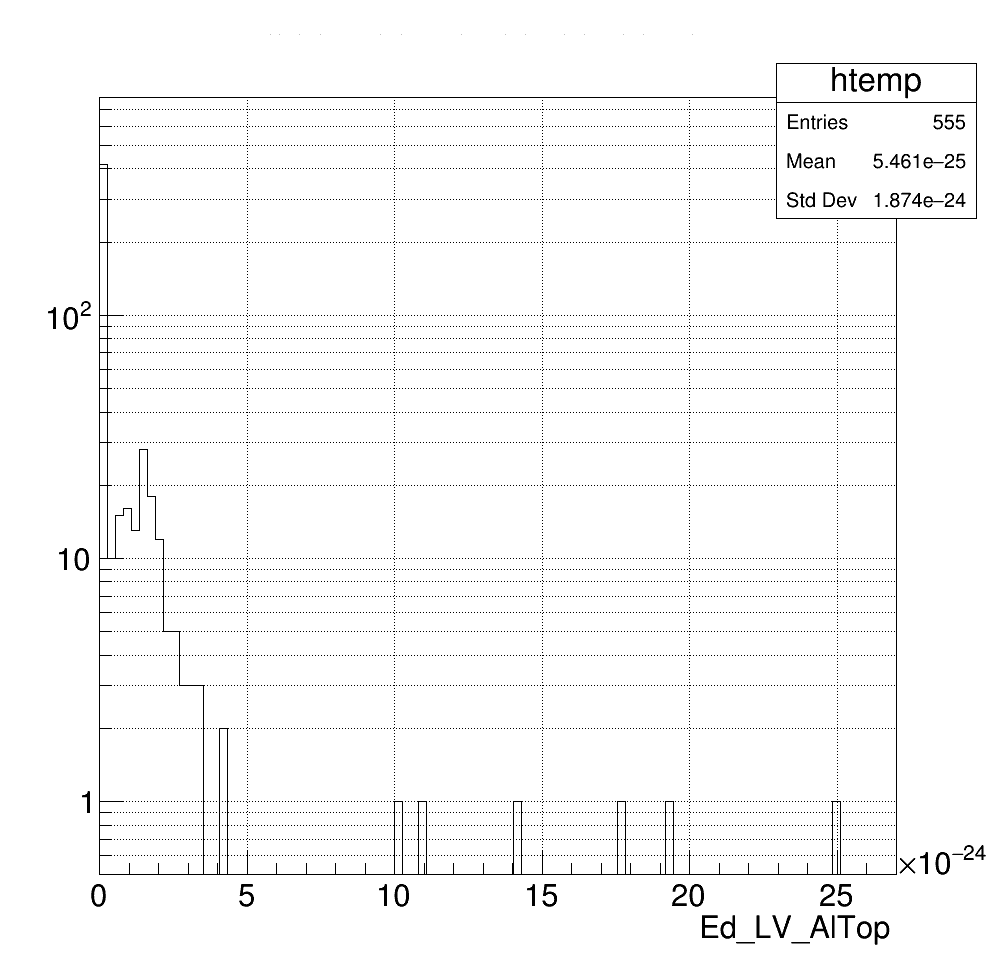 htemp
Entries 555
Mean 5.461e−25
Std Dev 1.874e−24
10²
10
1
0 5 10 15 20 25
×10⁻²⁴
Ed_LV_AlTop